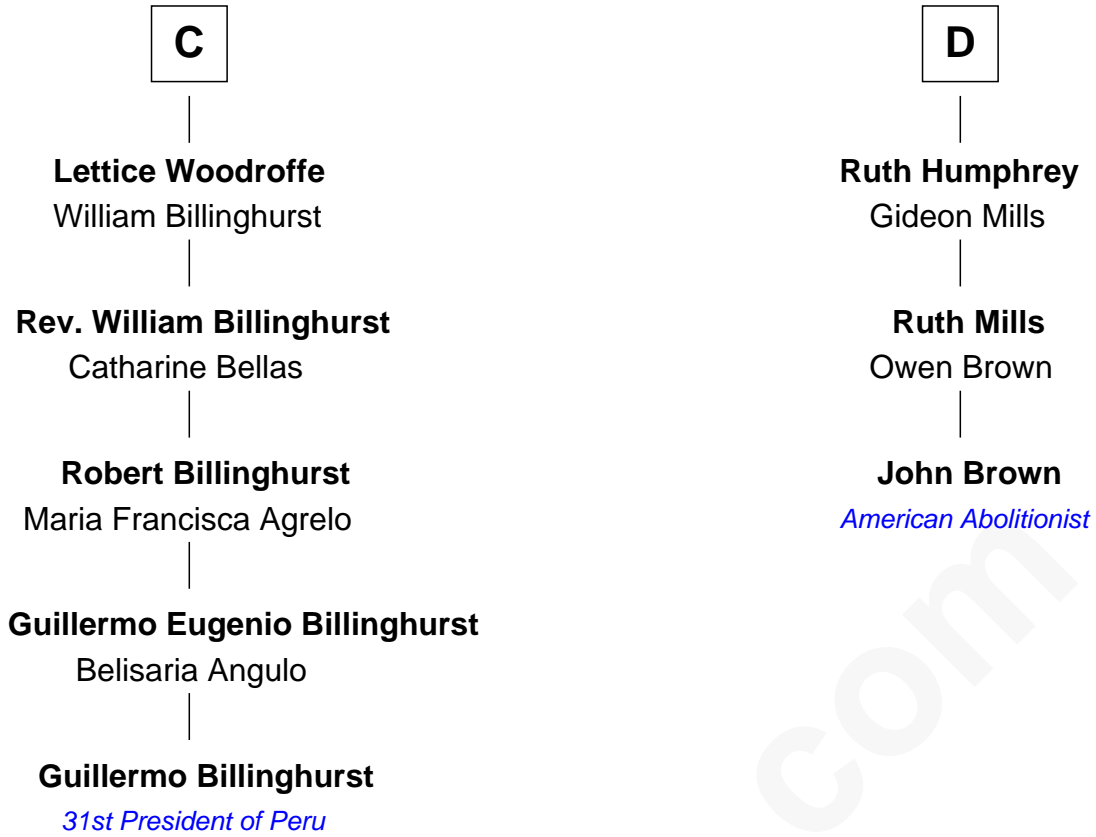 C
Lettice Woodroffe
William Billinghurst
Rev. William Billinghurst
Catharine Bellas
Robert Billinghurst
Maria Francisca Agrelo
Guillermo Eugenio Billinghurst
Belisaria Angulo
Guillermo Billinghurst
31st President of Peru
D
Ruth Humphrey
Gideon Mills
Ruth Mills
Owen Brown
John Brown
American Abolitionist
com